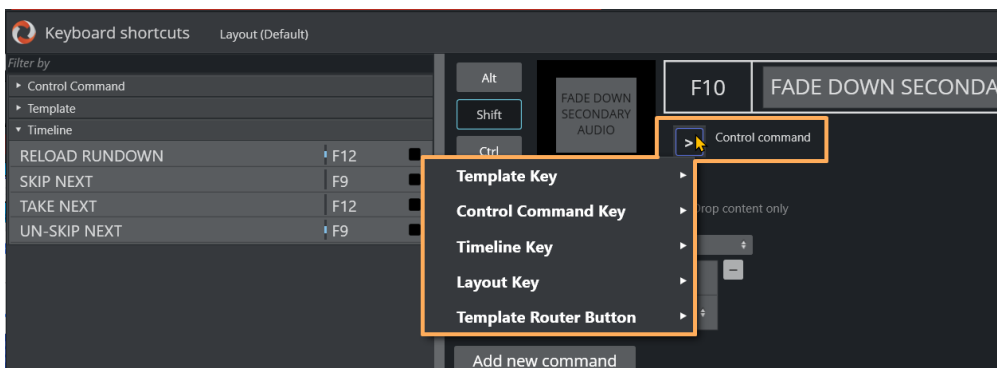 Keyboard shortcuts Layout (Default)
Filter by
Control Command
Template
Timeline
RELOAD RUNDOWN F12
SKIP NEXT F9
TAKE NEXT F12
UN-SKIP NEXT F9
Alt
Shift
Ctrl
FADE DOWN
SECONDARY
AUDIO
F10 FADE DOWN SECONDA
> Control command
Template Key
Control Command Key
Timeline Key
Layout Key
Template Router Button
Drop content only
Add new command